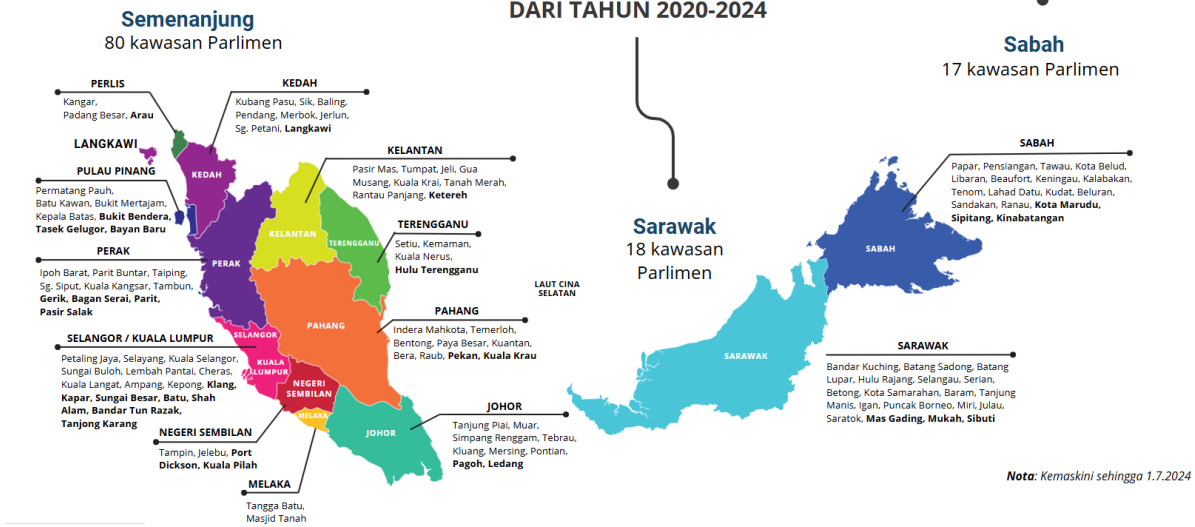 DARI TAHUN 2020-2024
Semenanjung
80 kawasan Parlimen
PERLIS
Kangar,
Padang Besar, Arau
KEDAH
Kubang Pasu, Sik, Baling,
Pendang, Merbok, Jerlun,
Sg. Petani, Langkawi
LANGKAWI
PULAU PINANG
Permatang Pauh,
Batu Kawan, Bukit Mertajam,
Kepala Batas, Bukit Bendera,
Tasek Gelugor, Bayan Baru
KELANTAN
Pasir Mas, Tumpat, Jeli, Gua
Musang, Kuala Krai, Tanah Merah,
Rantau Panjang, Ketereh
TERENGGANU
Setiu, Kemaman,
Kuala Nerus,
Hulu Terengganu
PERAK
Ipoh Barat, Parit Buntar, Taiping,
Sg. Siput, Kuala Kangsar, Tambun,
Gerik, Bagan Serai, Parit,
Pasir Salak
PAHANG
Indera Mahkota, Temerloh,
Bentong, Paya Besar, Kuantan,
Bera, Raub, Pekan, Kuala Krau
SELANGOR / KUALA LUMPUR
Petaling Jaya, Selayang, Kuala Selangor,
Sungai Buloh, Lembah Pantai, Cheras,
Kuala Langat, Ampang, Kepong, Klang,
Kapar, Sungai Besar, Batu, Shah
Alam, Bandar Tun Razak,
Tanjong Karang
NEGERI SEMBILAN
Tampin, Jelebu, Port
Dickson, Kuala Pilah
MELAKA
Tangga Batu,
Masjid Tanah
JOHOR
Tanjung Piai, Muar,
Simpang Renggam, Tebrau,
Kluang, Mersing, Pontian,
Pagoh, Ledang
KEDAH
KELANTAN
TERENGGANU
PERAK
PAHANG
SELANGOR
KUALA
LUMPUR
NEGERI
SEMBILAN
MELAKA
JOHOR
LAUT CINA
SELATAN
Sarawak
18 kawasan
Parlimen
SARAWAK
SARAWAK
Bandar Kuching, Batang Sadong, Batang
Lupar, Hulu Rajang, Selangau, Serian,
Betong, Kota Samarahan, Baram, Tanjung
Manis, Igan, Puncak Borneo, Miri, Julau,
Saratok, Mas Gading, Mukah, Sibuti
Sabah
17 kawasan Parlimen
SABAH
Papar, Pensiangan, Tawau, Kota Belud,
Libaran, Beaufort, Keningau, Kalabakan,
Tenom, Lahad Datu, Kudat, Beluran,
Sandakan, Ranau, Kota Marudu,
Sipitang, Kinabatangan
SABAH
Nota: Kemaskini sehingga 1.7.2024